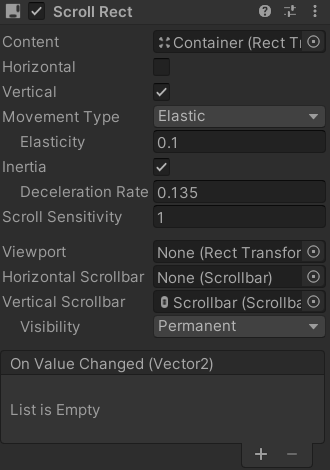 Scroll Rect
Content Container (Rect Tr
Horizontal
Vertical
Movement Type Elastic
Elasticity 0.1
Inertia
Deceleration Rate 0.135
Scroll Sensitivity 1
Viewport None (Rect Transfor
Horizontal Scrollbar None (Scrollbar)
Vertical Scrollbar Scrollbar (Scrollba
Visibility Permanent
On Value Changed (Vector2)
List is Empty